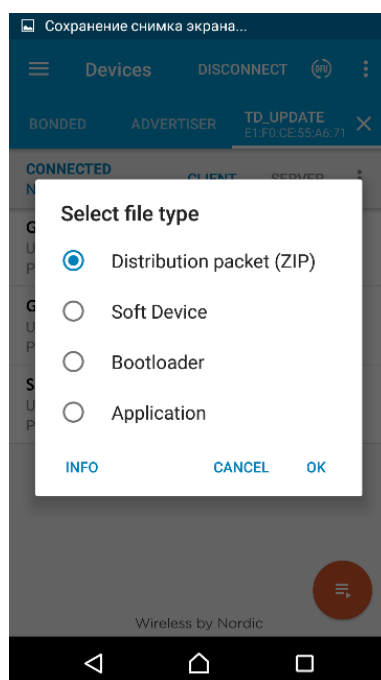 Сохранение снимка экрана...
Devices
DISCONNECT
DFU
BONDED
ADVERTISER
TD_UPDATE
E1:F0:CE:55:A6:71
CONNECTED
CLIENT
SERVER
N
G
U
P
Select file type
Distribution packet (ZIP)
Soft Device
G
U
P
Bootloader
S
U
P
Application
INFO
CANCEL
OK
Wireless by Nordic